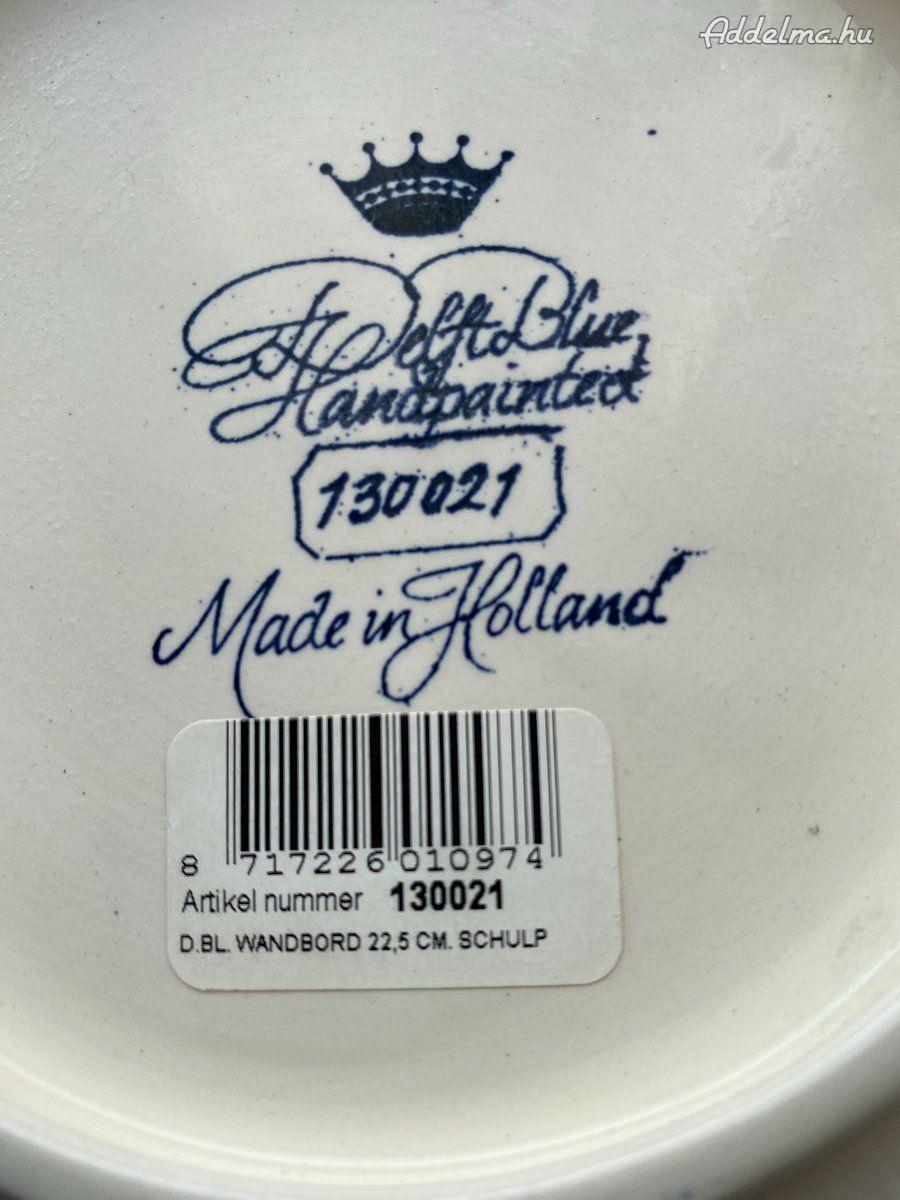 Addelma.hu
Delft Blue
Handpainted
130021
Made in Holland
8 717226 010974
Artikel nummer 130021
D.BL. WANDBORD 22,5 CM. SCHULP